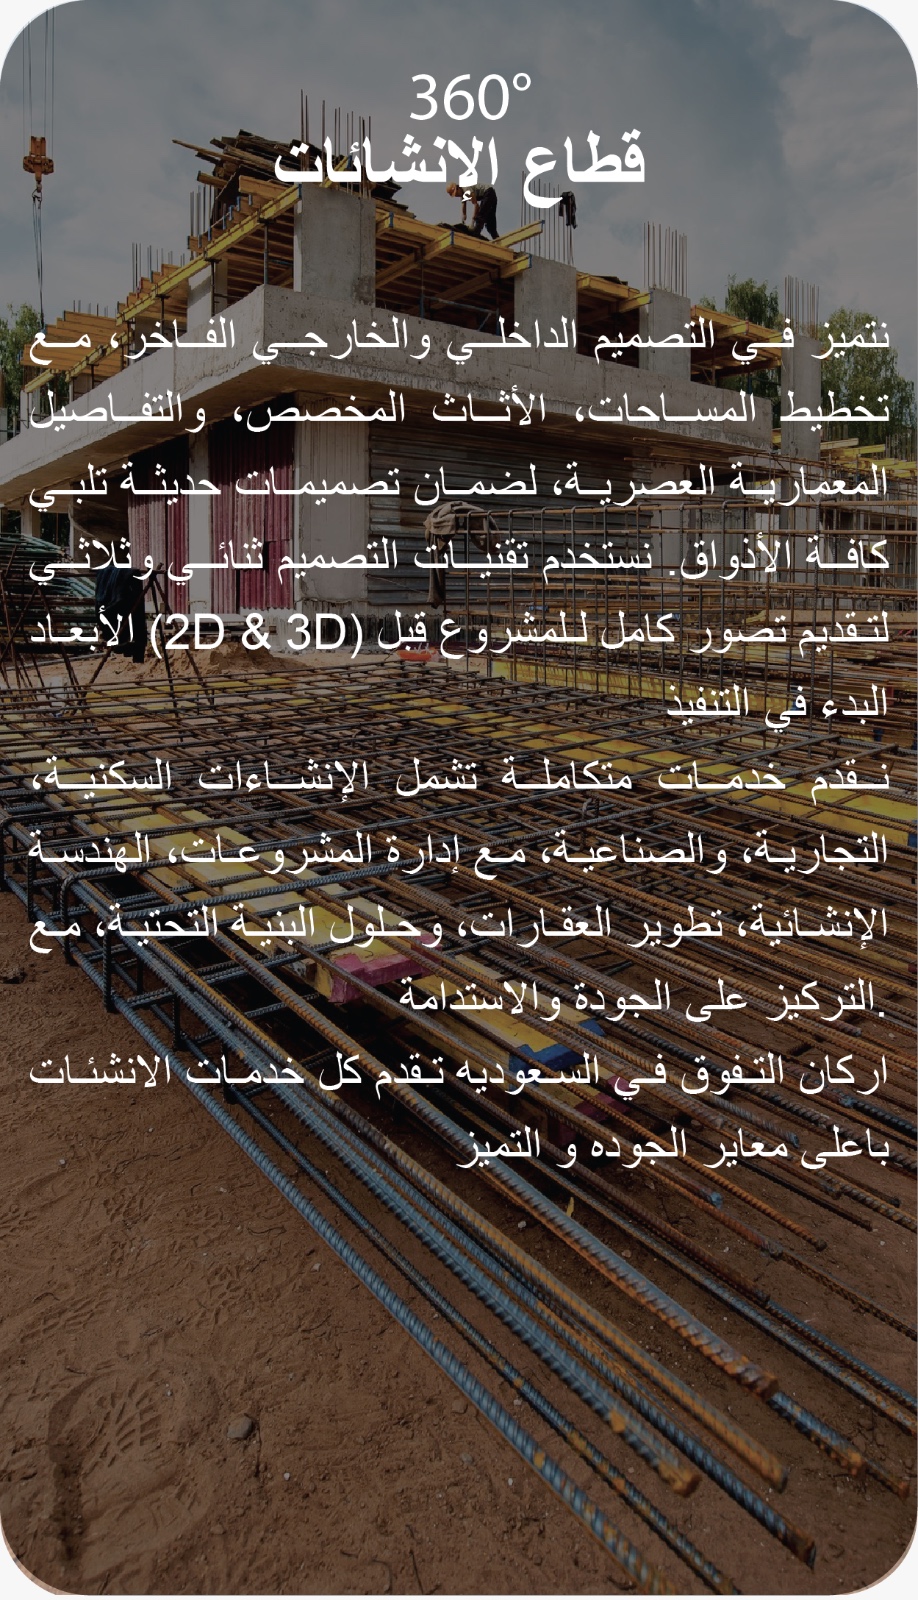 360°
قطاع الإنشائات
نتميز في التصميم الداخلي والخارجي الفاخر، مع
تخطيط المساحات، الأثاث المخصص، والتفاصيل
المعمارية العصرية، لضمان تصميمات حديثة تلبي
كافة الأذواق. نستخدم تقنيات التصميم ثنائي وثلاثي
لتقديم تصور كامل للمشروع قبل (2D & 3D) الأبعاد
البدء في التنفيذ
نقدم خدمات متكاملة تشمل الإنشاءات السكنية،
التجارية، والصناعية، مع إدارة المشروعات، الهندسة
الإنشائية، تطوير العقارات، وحلول البنية التحتية، مع
.التركيز على الجودة والاستدامة
اركان التفوق في السعوديه تقدم كل خدمات الانشئات
باعلى معاير الجوده و التميز